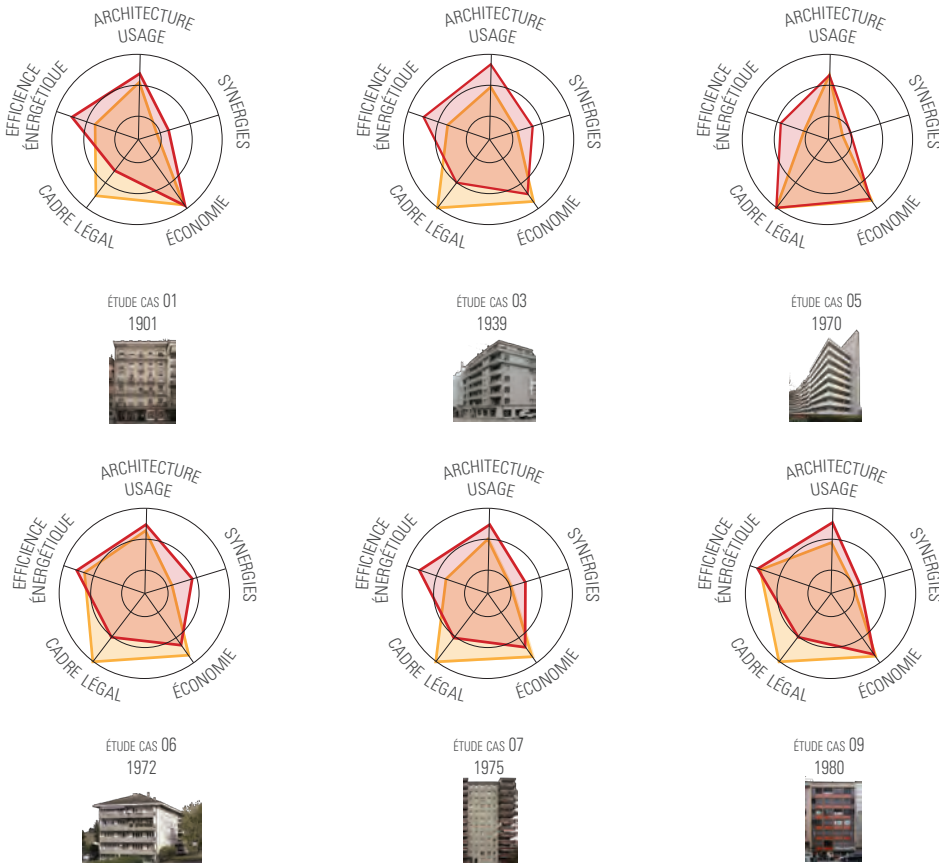 ARCHITECTURE
USAGE
EFFICIENCE
ÉNERGÉTIQUE
SYNERGIES
CADRE LÉGAL
ÉCONOMIE
ÉTUDE CAS 01
1901
ARCHITECTURE
USAGE
EFFICIENCE
ÉNERGÉTIQUE
SYNERGIES
CADRE LÉGAL
ÉCONOMIE
ÉTUDE CAS 03
1939
ARCHITECTURE
USAGE
EFFICIENCE
ÉNERGÉTIQUE
SYNERGIES
CADRE LÉGAL
ÉCONOMIE
ÉTUDE CAS 05
1970
ARCHITECTURE
USAGE
EFFICIENCE
ÉNERGÉTIQUE
SYNERGIES
CADRE LÉGAL
ÉCONOMIE
ÉTUDE CAS 06
1972
ARCHITECTURE
USAGE
EFFICIENCE
ÉNERGÉTIQUE
SYNERGIES
CADRE LÉGAL
ÉCONOMIE
ÉTUDE CAS 07
1975
ARCHITECTURE
USAGE
EFFICIENCE
ÉNERGÉTIQUE
SYNERGIES
CADRE LÉGAL
ÉCONOMIE
ÉTUDE CAS 09
1980